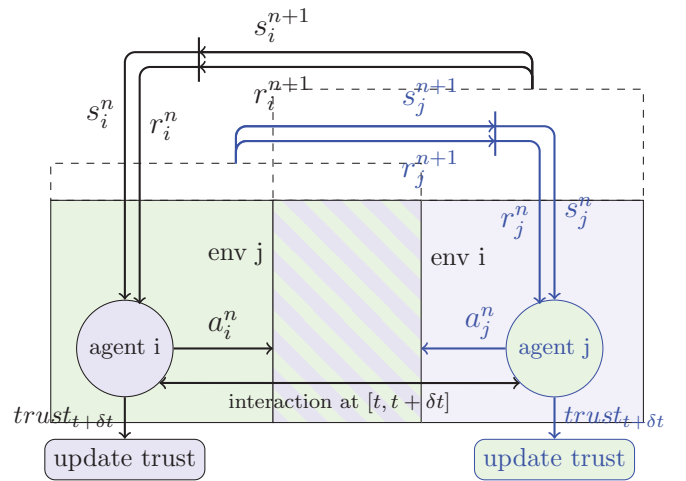 s_i^{n+1}
r_i^{n+1}
s_j^{n+1}
s_i^n
r_i^n
r_j^{n+1}
r_j^n
s_j^n
env j
env i
a_i^n
a_j^n
agent i
agent j
interaction at [t, t + δt]
trust_{t+δt}
trust_{t+δt}
update trust
update trust